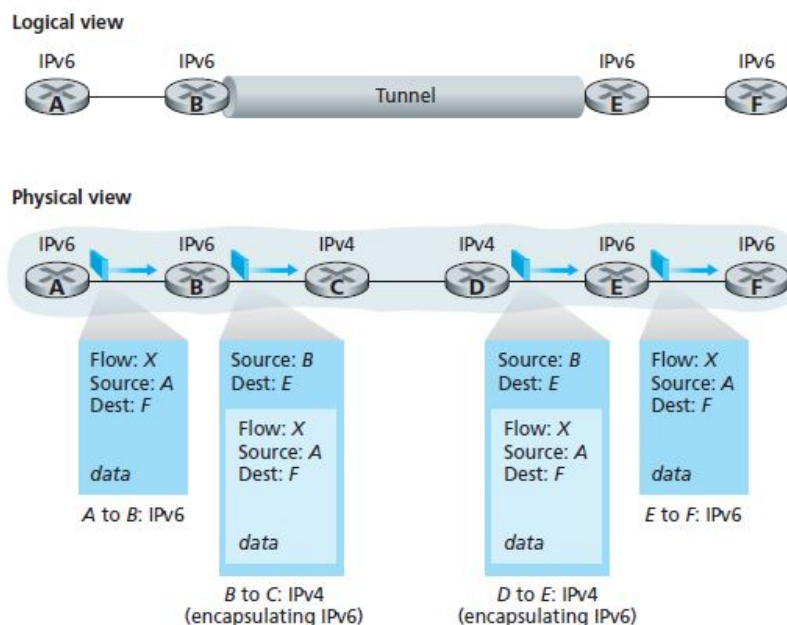 Logical view
IPv6 IPv6 IPv6 IPv6
A B Tunnel E F
Physical view
IPv6 IPv6 IPv4 IPv4 IPv6 IPv6
A B C D E F
Flow: X
Source: A
Dest: F
data
A to B: IPv6
Source: B
Dest: E
Flow: X
Source: A
Dest: F
data
B to C: IPv4
(encapsulating IPv6)
Source: B
Dest: E
Flow: X
Source: A
Dest: F
data
D to E: IPv4
(encapsulating IPv6)
Flow: X
Source: A
Dest: F
data
E to F: IPv6